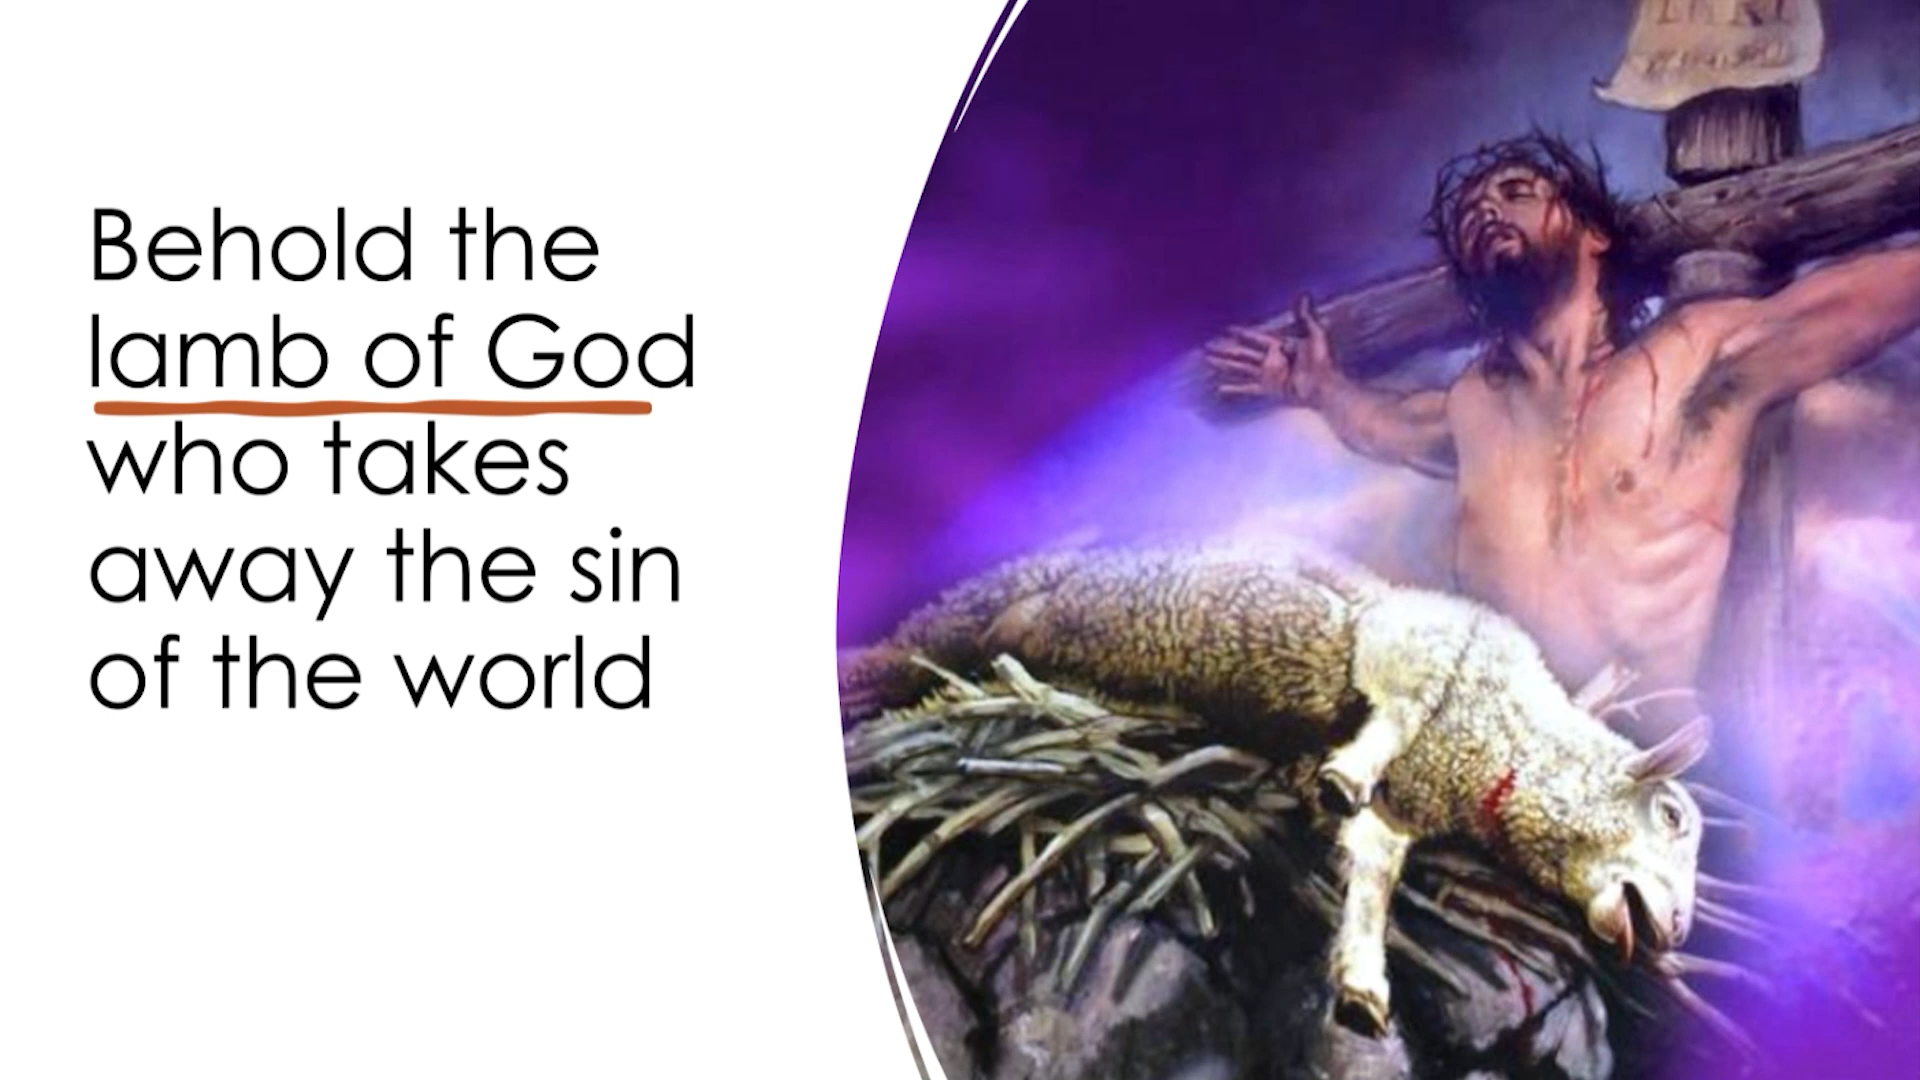 Behold the
lamb of God
who takes
away the sin
of the world